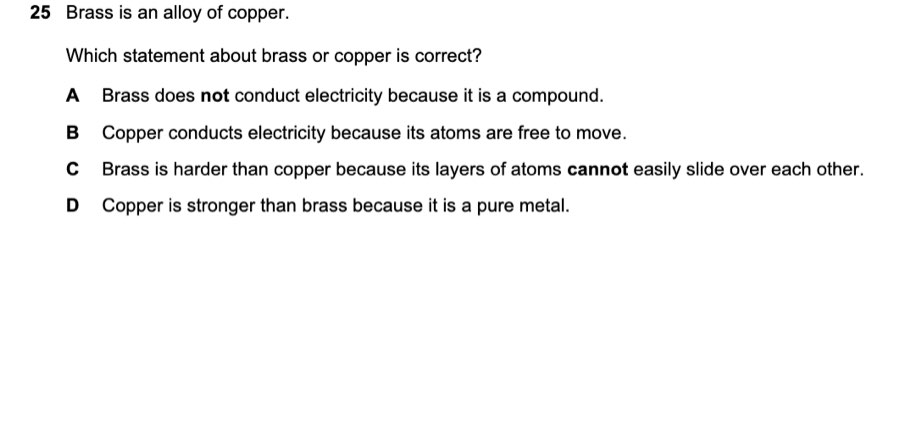 25 Brass is an alloy of copper.
Which statement about brass or copper is correct?
A Brass does not conduct electricity because it is a compound.
B Copper conducts electricity because its atoms are free to move.
C Brass is harder than copper because its layers of atoms cannot easily slide over each other.
D Copper is stronger than brass because it is a pure metal.